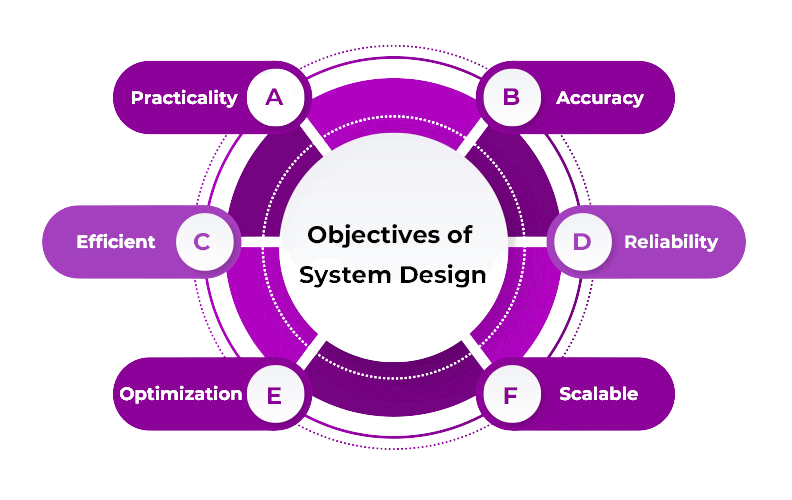 Practicality A
B Accuracy
Efficient C
Objectives of
System Design
D Reliability
Optimization E
F Scalable